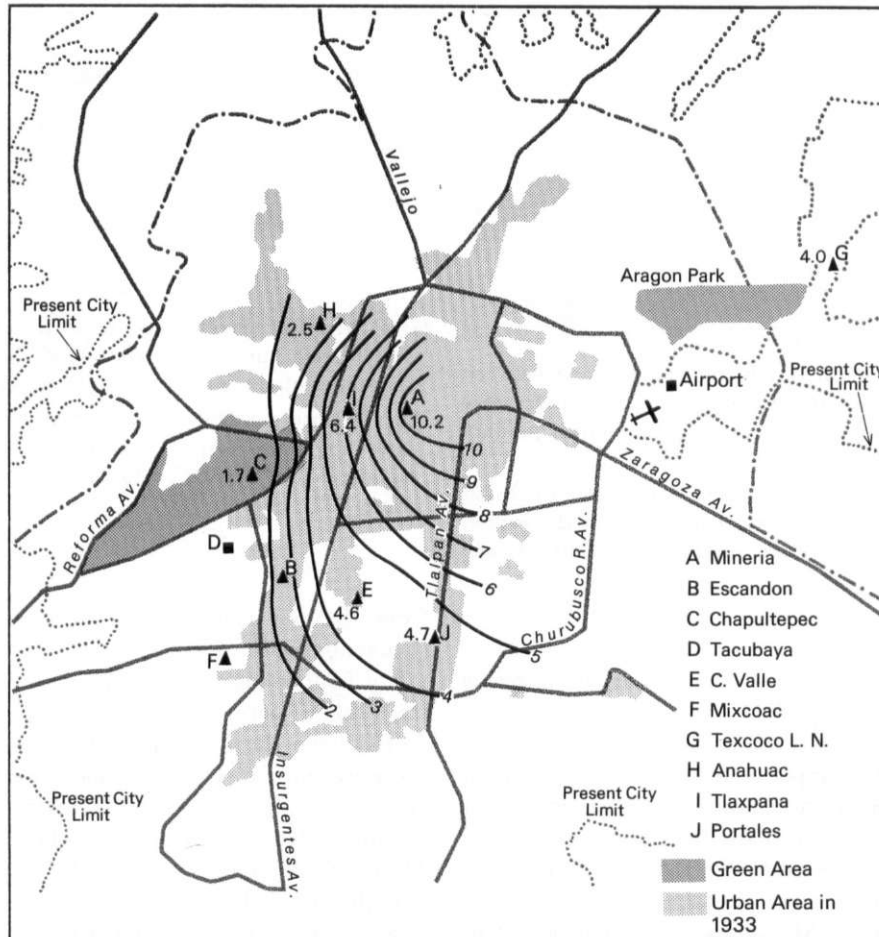 Vallejo
4.0
G
Aragon Park
Present City
Limit
H
2.5
Present City
Limit
Airport
I
6.4
A
10.2
C
1.7
10
9
Zaragoza Av.
Reforma Av.
8
Tlalpan Av.
D
7
Churubusco R. Av.
B
6
E
4.6
4.7
J
5
F
2
3
4
Insurgentes Av.
Present City
Limit
Present City
Limit
A Mineria
B Escandon
C Chapultepec
D Tacubaya
E C. Valle
F Mixcoac
G Texcoco L. N.
H Anahuac
I Tlaxpana
J Portales
Green Area
Urban Area in
1933